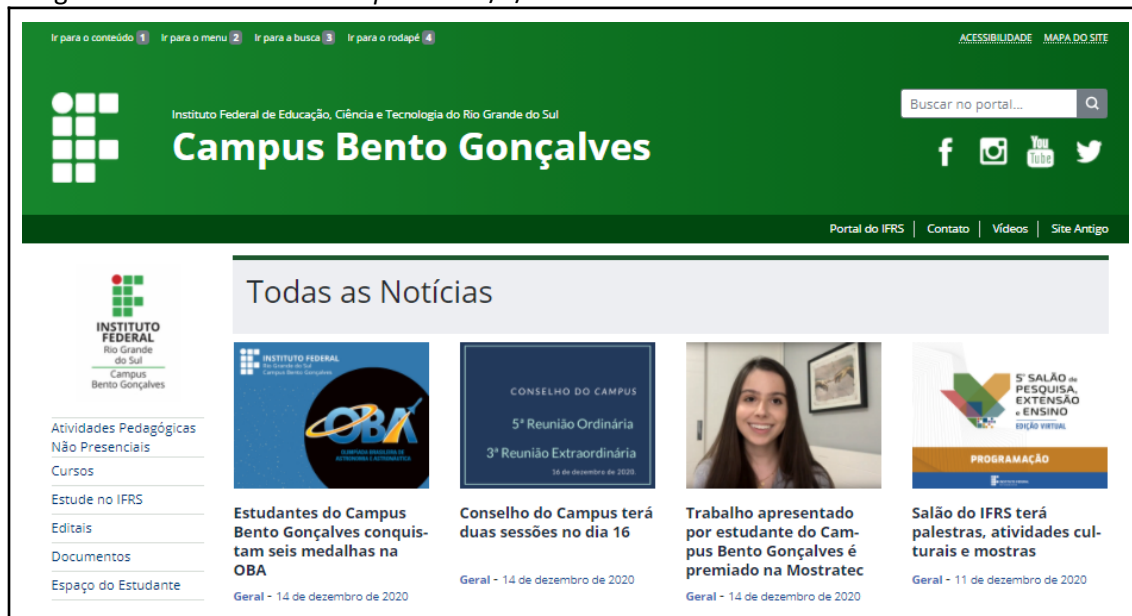 Ir para o conteúdo 1 Ir para o menu 2 Ir para a busca 3 Ir para o rodapé 4
ACESSIBILIDADE MAPA DO SITE
Instituto Federal de Educação, Ciência e Tecnologia do Rio Grande do Sul
Campus Bento Gonçalves
Buscar no portal...
You
Tube
Portal do IFRS | Contato | Vídeos | Site Antigo
INSTITUTO
FEDERAL
Rio Grande
do Sul
Campus
Bento Gonçalves
Atividades Pedagógicas
Não Presenciais
Cursos
Estude no IFRS
Editais
Documentos
Espaço do Estudante
Todas as Notícias
INSTITUTO FEDERAL
Rio Grande do Sul
Campus Bento Gonçalves
OBA
OLIMPÍADA BRASILEIRA DE
ASTRONOMIA E ASTRONÁUTICA
Estudantes do Campus
Bento Gonçalves conquis-
tam seis medalhas na
OBA
Geral - 14 de dezembro de 2020
CONSELHO DO CAMPUS
5ª Reunião Ordinária
3ª Reunião Extraordinária
16 de dezembro de 2020
Conselho do Campus terá
duas sessões no dia 16
Geral - 14 de dezembro de 2020
Trabalho apresentado
por estudante do Cam-
pus Bento Gonçalves é
premiado na Mostratec
Geral - 14 de dezembro de 2020
5º SALÃO de
PESQUISA,
EXTENSÃO
e ENSINO
EDIÇÃO VIRTUAL
PROGRAMAÇÃO
Salão do IFRS terá
palestras, atividades cul-
turais e mostras
Geral - 11 de dezembro de 2020